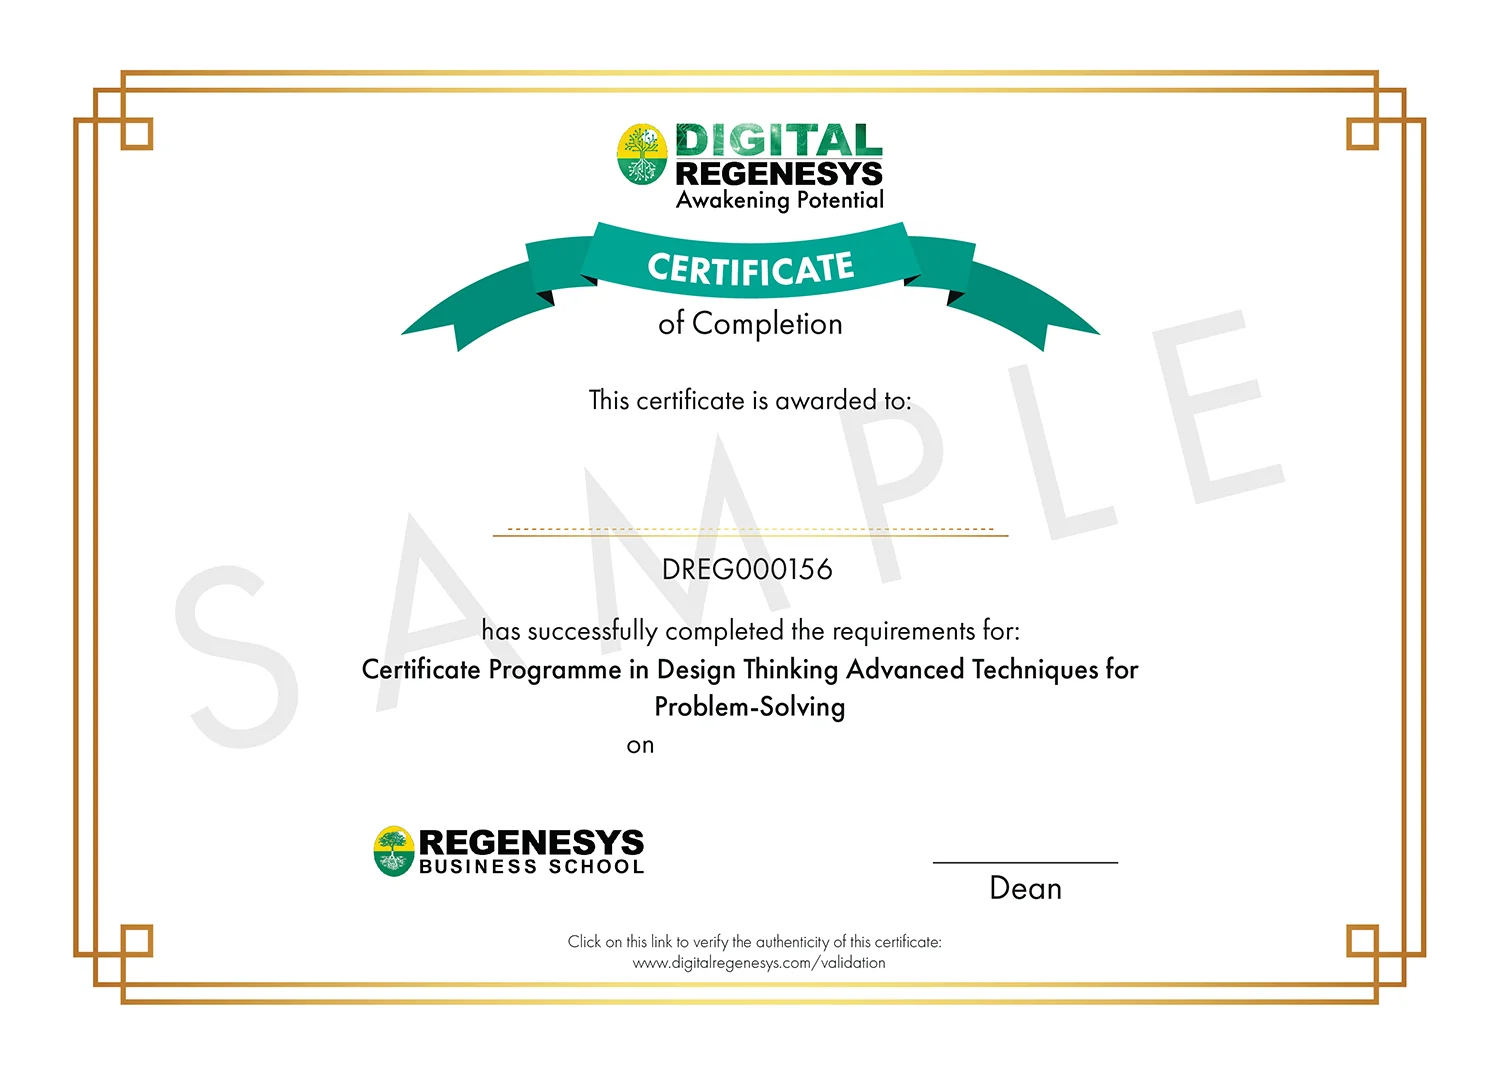 DIGITAL
REGENESYS
Awakening Potential
CERTIFICATE
of Completion
This certificate is awarded to:
SAMPLE
DREG000156
has successfully completed the requirements for:
Certificate Programme in Design Thinking Advanced Techniques for
Problem-Solving
on
REGENESYS
BUSINESS SCHOOL
Dean
Click on this link to verify the authenticity of this certificate:
www.digitalregenesys.com/validation